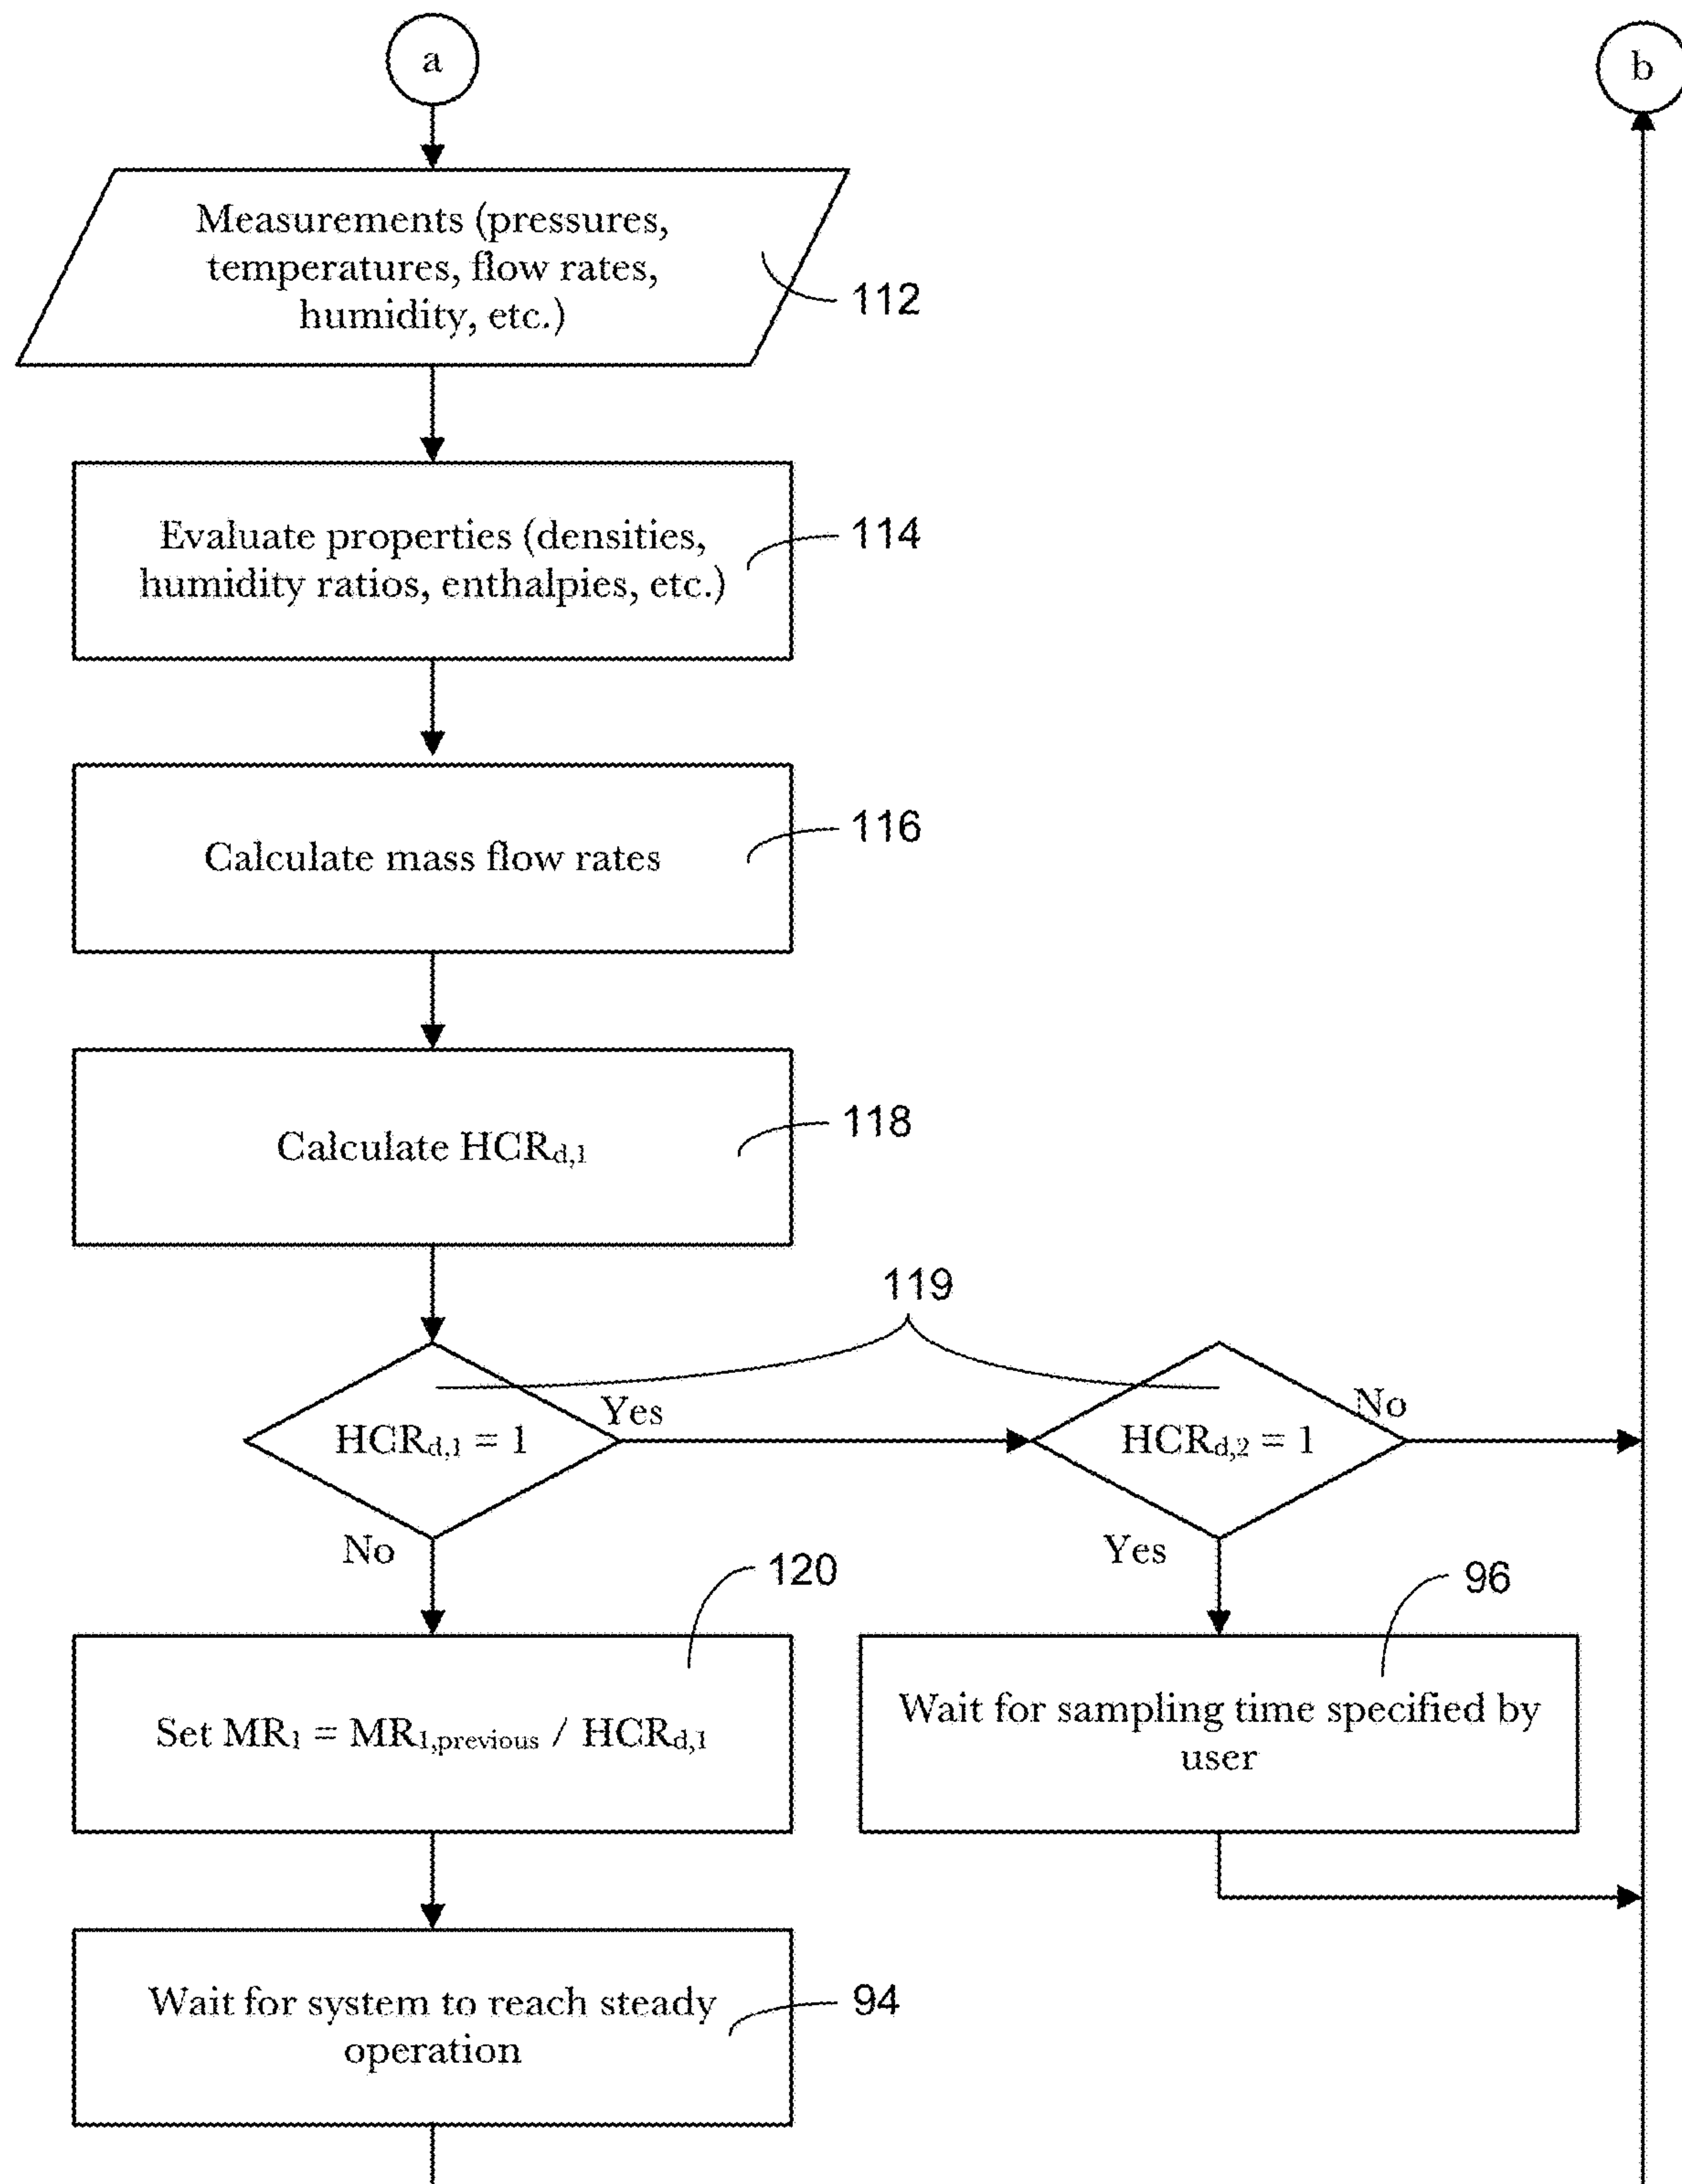 a
b
Measurements (pressures,
temperatures, flow rates,
humidity, etc.)
112
Evaluate properties (densities,
humidity ratios, enthalpies, etc.)
114
Calculate mass flow rates
116
Calculate HCRd,1
118
119
HCRd,1 = 1
Yes
HCRd,2 = 1
No
No
Yes
120
96
Set MR1 = MR1,previous / HCRd,1
Wait for sampling time specified by
user
Wait for system to reach steady
operation
94